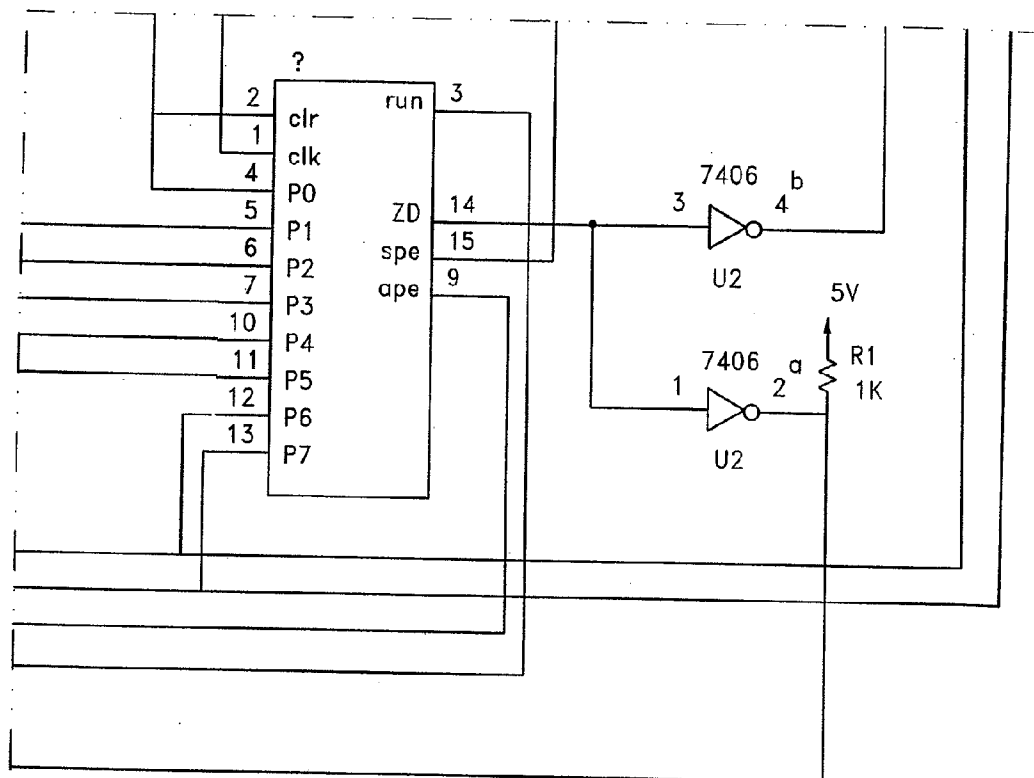 ?
2 clr run 3
1 clk
4 P0
5 P1 ZD 14
6 P2 spe 15
7 P3 ape 9
10 P4
11 P5
12 P6
13 P7
7406 b
3 4
U2
5V
7406 a R1
1 2 1K
U2